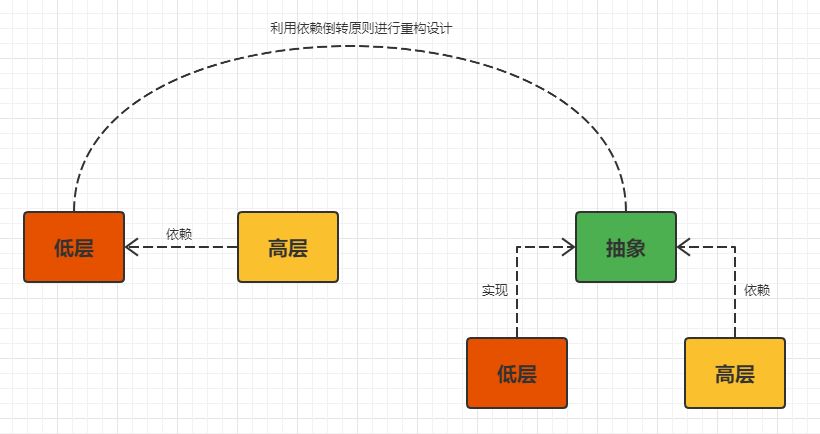 利用依赖倒转原则进行重构设计
低层
依赖
高层
抽象
实现
依赖
低层
高层